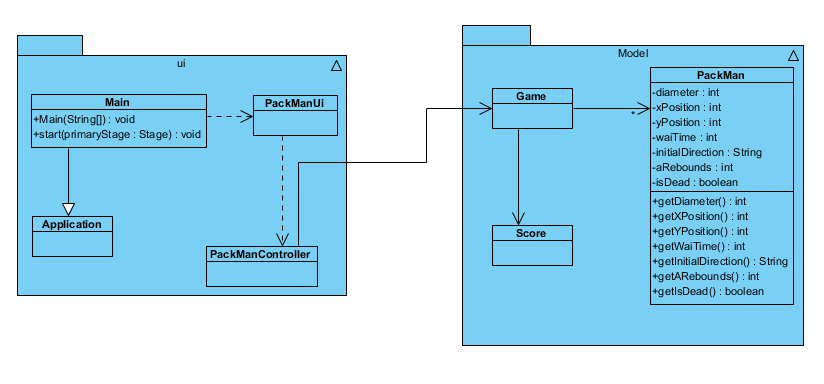 ui
Main
+Main(String[]) : void
+start(primaryStage : Stage) : void
PackManUi
Application
PackManController
Model
Game
*
Score
PackMan
-diameter : int
-xPosition : int
-yPosition : int
-waiTime : int
-initialDirection : String
-aRebounds : int
-isDead : boolean
+getDiameter() : int
+getXPosition() : int
+getYPosition() : int
+getWaiTime() : int
+getInitialDirection() : String
+getARebounds() : int
+getIsDead() : boolean